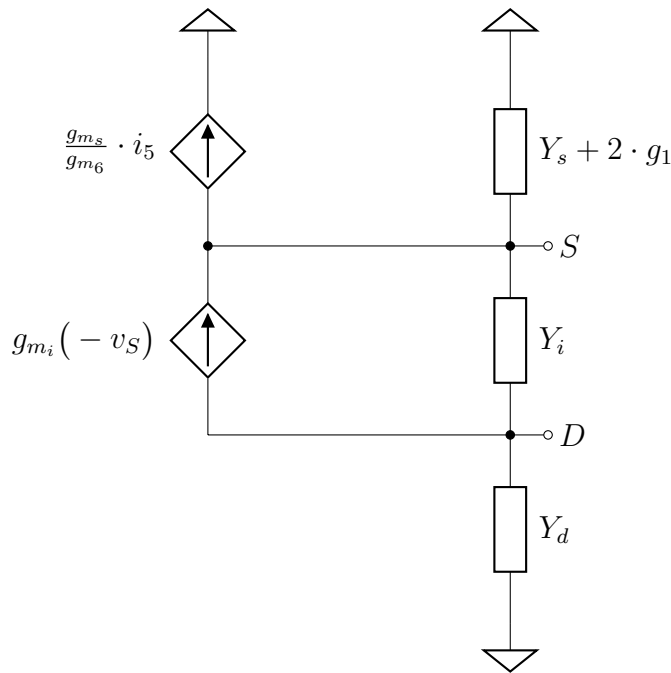 g_{m_s}/g_{m_6} · i_5
Y_s + 2 · g_1
S
g_{m_i}(− v_S)
Y_i
D
Y_d